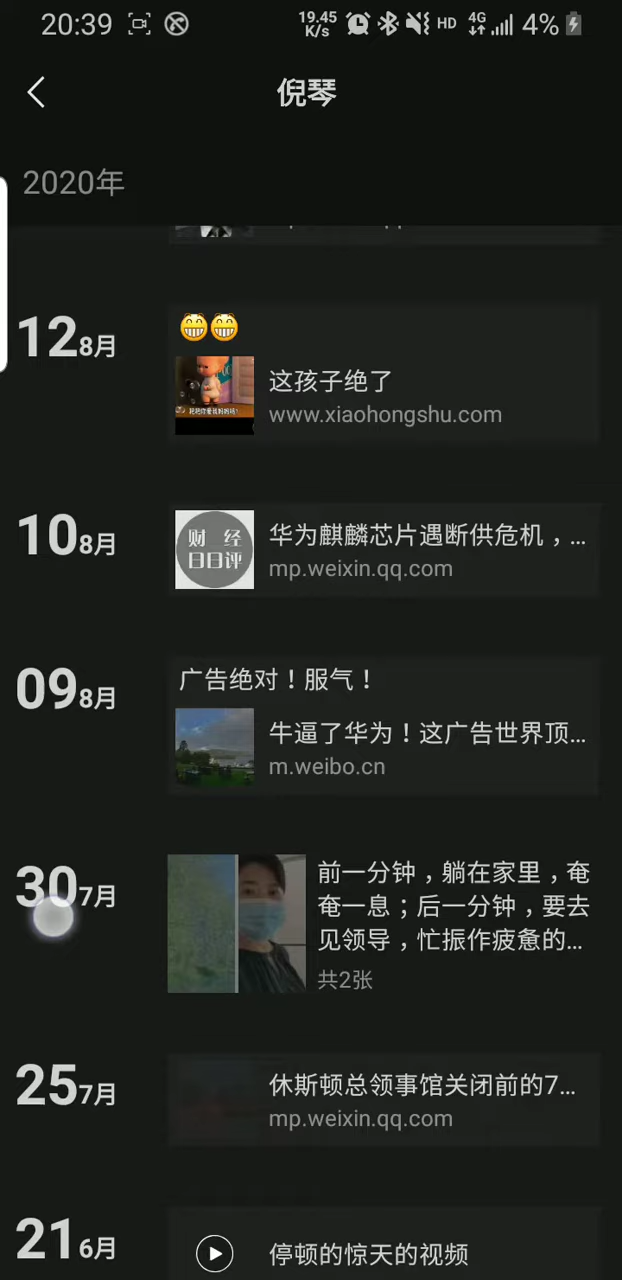 20:39
19.45 K/s
HD
4G
4%
倪琴
2020年
12 8月
😁😁
这孩子绝了
www.xiaohongshu.com
10 8月
财 经
日日评
华为麒麟芯片遇断供危机，...
mp.weixin.qq.com
09 8月
广告绝对！服气！
牛逼了华为！这广告世界顶...
m.weibo.cn
30 7月
前一分钟，躺在家里，奄
奄一息；后一分钟，要去
见领导，忙振作疲惫的...
共2张
25 7月
休斯顿总领事馆关闭前的7...
mp.weixin.qq.com
21 6月
停顿的惊天的视频